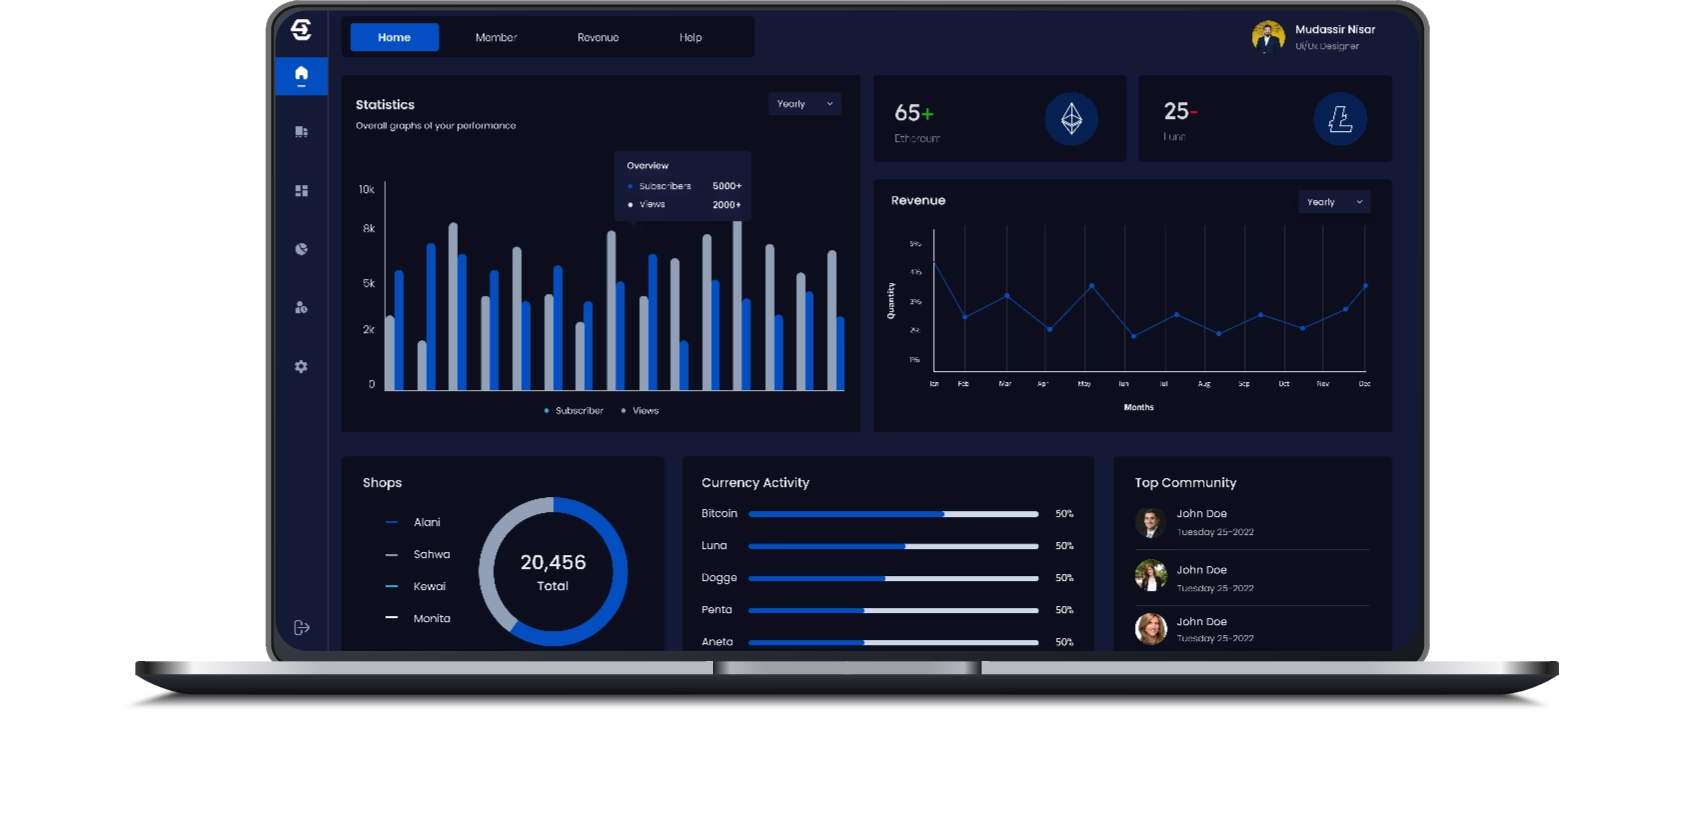 Home
Member
Revenue
Help
Mudassir Nisar
Ui/Ux Designer
Statistics
Overall graphs of your performance
Yearly
Overview
Subscribers 5000+
Views 2000+
10k
8k
5k
2k
0
Subscriber
Views
65+
Ethereum
25-
Luna
Revenue
Yearly
Quantity
5%
4%
3%
2%
1%
Jan Feb Mar Apr May Jun Jul Aug Sep Oct Nov Dec
Months
Shops
Alani
Sahwa
Kewai
Monita
20,456
Total
Currency Activity
Bitcoin 50%
Luna 50%
Dogge 50%
Penta 50%
Aneta 50%
Top Community
John Doe
Tuesday 25-2022
John Doe
Tuesday 25-2022
John Doe
Tuesday 25-2022